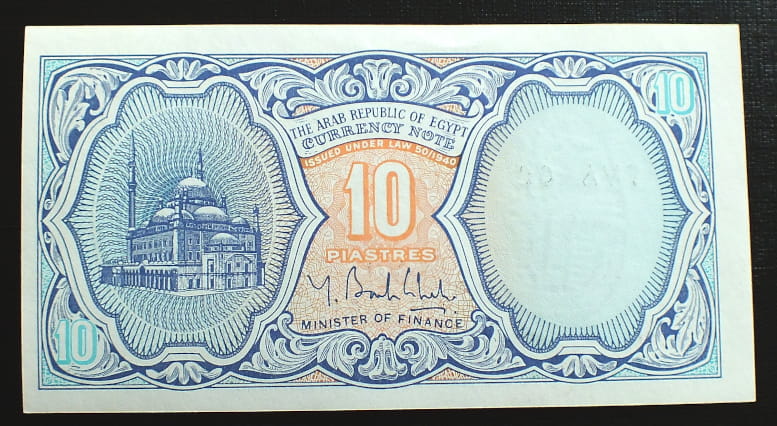 10
THE ARAB REPUBLIC OF EGYPT
CURRENCY NOTE
ISSUED UNDER LAW 50/1940
10
PIASTRES
MINISTER OF FINANCE
10